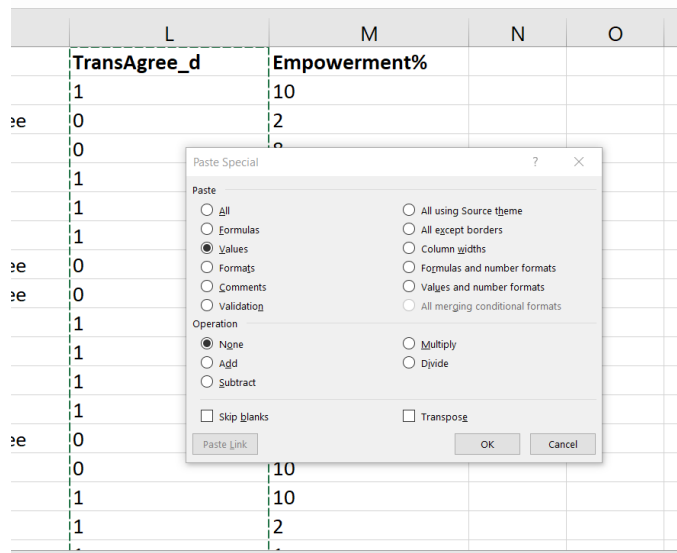 L M N O
TransAgree_d Empowerment%
1 10
ee 0 2
0 8
Paste Special ? ×
1
Paste
1
All All using Source theme
1
Formulas All except borders
Values Column widths
ee 0
Formats Formulas and number formats
ee 0
Comments Values and number formats
Validation All merging conditional formats
1
Operation
1
None Multiply
Add Divide
1
Subtract
1
Skip blanks Transpose
ee 0
Paste Link OK Cancel
0 10
1 10
1 2